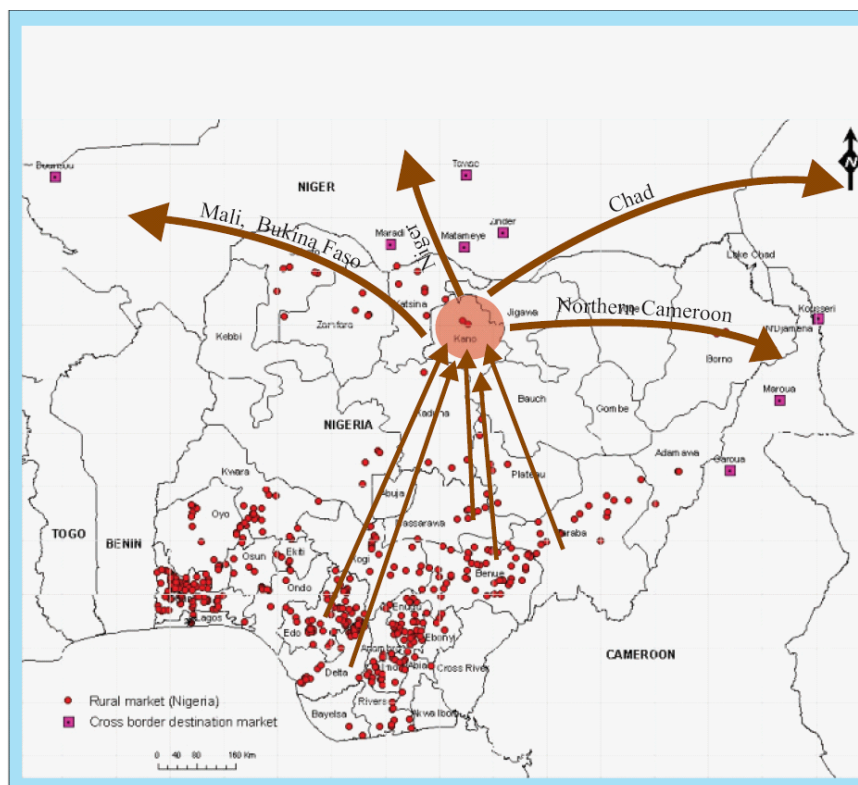 N
Tawac
NIGER
Chad
Mali, Bukina Faso
Niger
Zinder
Maradi
Matameye
Lake Chad
Katsina
Jigawa
Northern Cameroon
Kousseri
Zamfara
Kano
N'Djamena
Kebbi
Borno
Maroua
Kaduna
Bauch
Gombe
NIGERIA
Adamawa
Garoua
Kwara
Plateau
Abuja
Oyo
Nassarawa
TOGO
BENIN
Osun
Ekiti
Kogi
Taraba
Benue
Ondo
Lagos
Edo
Enugu
Ebonyi
Anambra
CAMEROON
Delta
Imo
Abia
Cross River
Rural market (Nigeria)
Rivers
Cross border destination market
Bayelsa
Akwa Ibom
0 40 80 160 Km